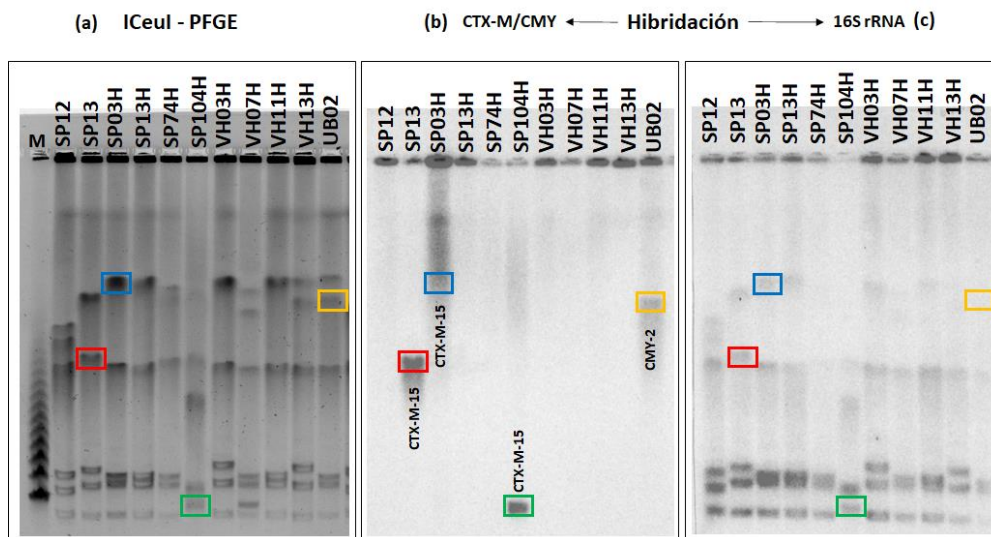 (a) ICeuI - PFGE
(b) CTX-M/CMY Hibridación 16S rRNA (c)
M SP12 SP13 SP03H SP13H SP74H SP104H VH03H VH07H VH11H VH13H UB02
SP12 SP13 SP03H SP13H SP74H SP104H VH03H VH07H VH11H VH13H UB02
SP12 SP13 SP03H SP13H SP74H SP104H VH03H VH07H VH11H VH13H UB02
CTX-M-15
CTX-M-15
CTX-M-15
CMY-2